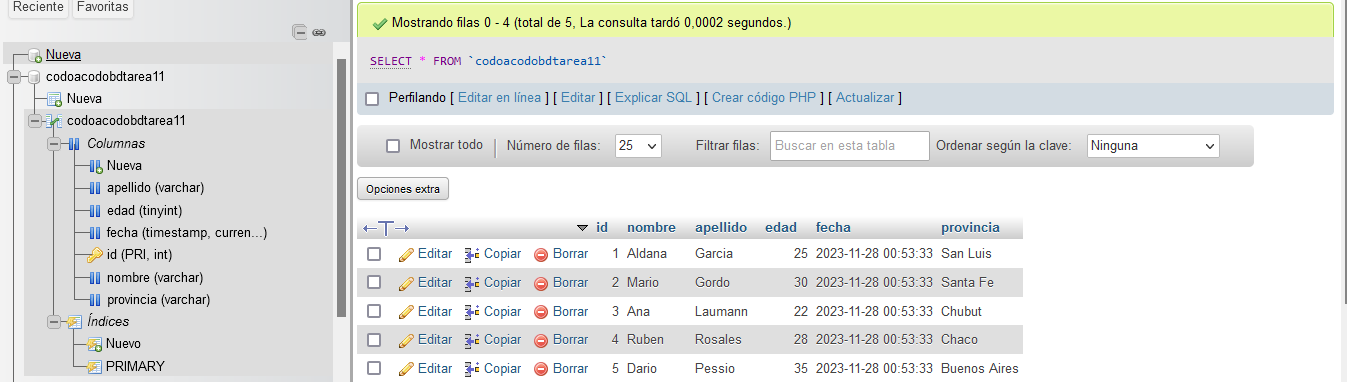 Reciente Favoritas
Nueva
codoacodobdtarea11
Nueva
codoacodobdtarea11
Columnas
Nueva
apellido (varchar)
edad (tinyint)
fecha (timestamp, curren...)
id (PRI, int)
nombre (varchar)
provincia (varchar)
Índices
Nuevo
PRIMARY
Mostrando filas 0 - 4 (total de 5, La consulta tardó 0,0002 segundos.)
SELECT * FROM `codoacodobdtarea11`
Perfilando [ Editar en línea ] [ Editar ] [ Explicar SQL ] [ Crear código PHP ] [ Actualizar ]
Mostrar todo Número de filas: 25 Filtrar filas: Buscar en esta tabla Ordenar según la clave: Ninguna
Opciones extra
←T→ id nombre apellido edad fecha provincia
Editar Copiar Borrar 1 Aldana Garcia 25 2023-11-28 00:53:33 San Luis
Editar Copiar Borrar 2 Mario Gordo 30 2023-11-28 00:53:33 Santa Fe
Editar Copiar Borrar 3 Ana Laumann 22 2023-11-28 00:53:33 Chubut
Editar Copiar Borrar 4 Ruben Rosales 28 2023-11-28 00:53:33 Chaco
Editar Copiar Borrar 5 Dario Pessio 35 2023-11-28 00:53:33 Buenos Aires